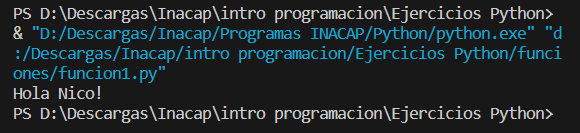 PS D:\Descargas\Inacap\intro programacion\Ejercicios Python>
& "D:/Descargas/Inacap/Programas INACAP/Python/python.exe" "d
:/Descargas/Inacap/intro programacion/Ejercicios Python/funci
ones/funcion1.py"
Hola Nico!
PS D:\Descargas\Inacap\intro programacion\Ejercicios Python>